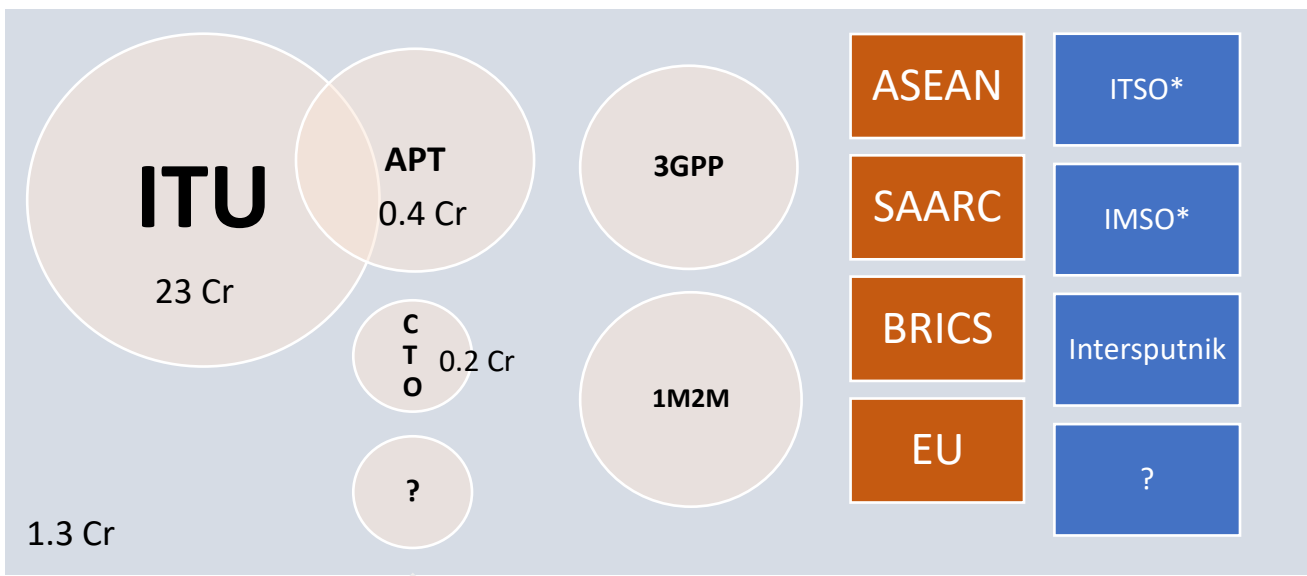 ITU
23 Cr
APT
0.4 Cr
C
T
O
0.2 Cr
?
1.3 Cr
3GPP
1M2M
ASEAN
SAARC
BRICS
EU
ITSO*
IMSO*
Intersputnik
?